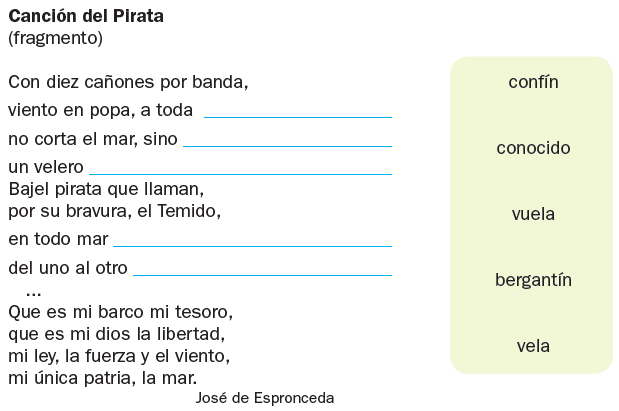 Canción del Pirata
(fragmento)
Con diez cañones por banda,
viento en popa, a toda
no corta el mar, sino
un velero
Bajel pirata que llaman,
por su bravura, el Temido,
en todo mar
del uno al otro
...
Que es mi barco mi tesoro,
que es mi dios la libertad,
mi ley, la fuerza y el viento,
mi única patria, la mar.
José de Espronceda
confín
conocido
vuela
bergantín
vela